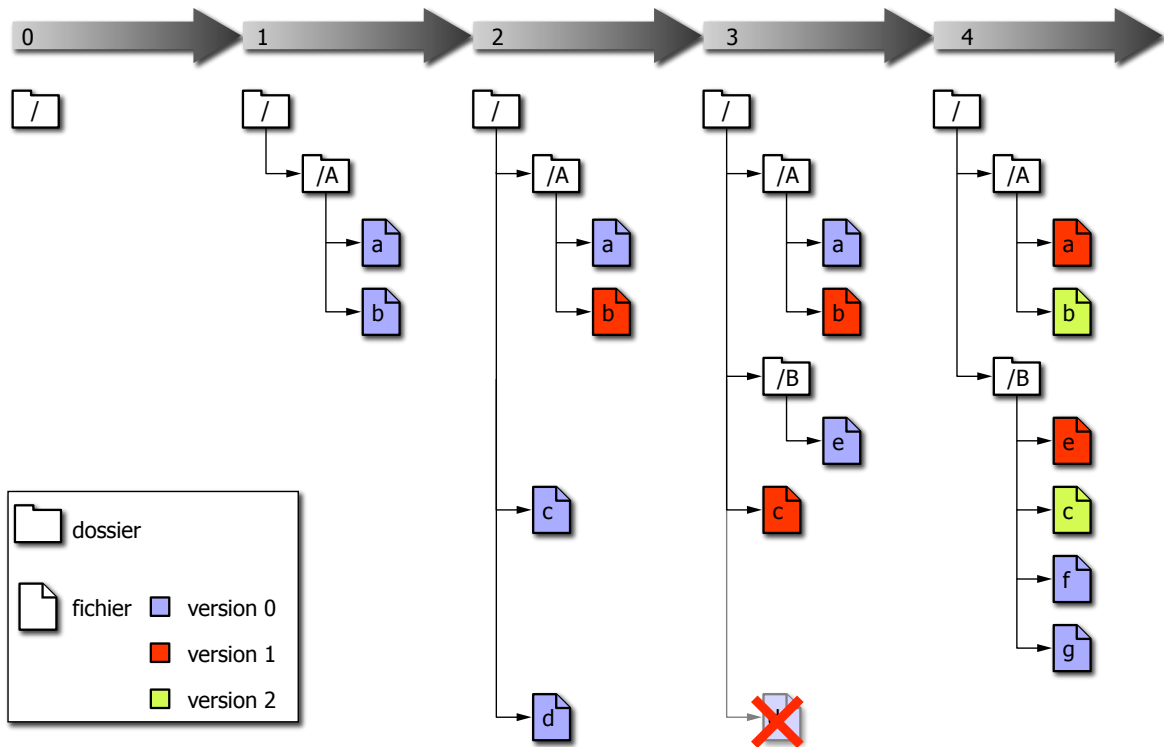 0 1 2 3 4
/ / / / /
/A /A /A /A
a a a a
b b b b
/B /B
e e
c c c
dossier
f
fichier version 0
g
version 1
version 2
d